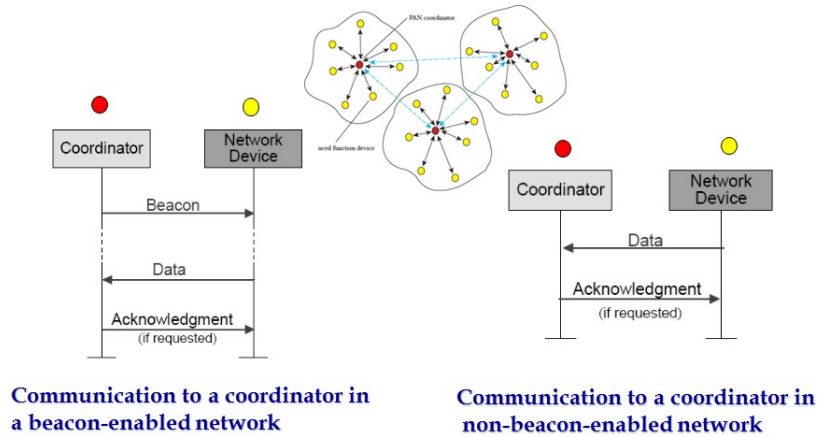 PAN coordinator
uced function device
Coordinator
Network
Device
Beacon
Data
Acknowledgment
(if requested)
Coordinator
Network
Device
Data
Acknowledgment
(if requested)
Communication to a coordinator in
a beacon-enabled network
Communication to a coordinator in
non-beacon-enabled network